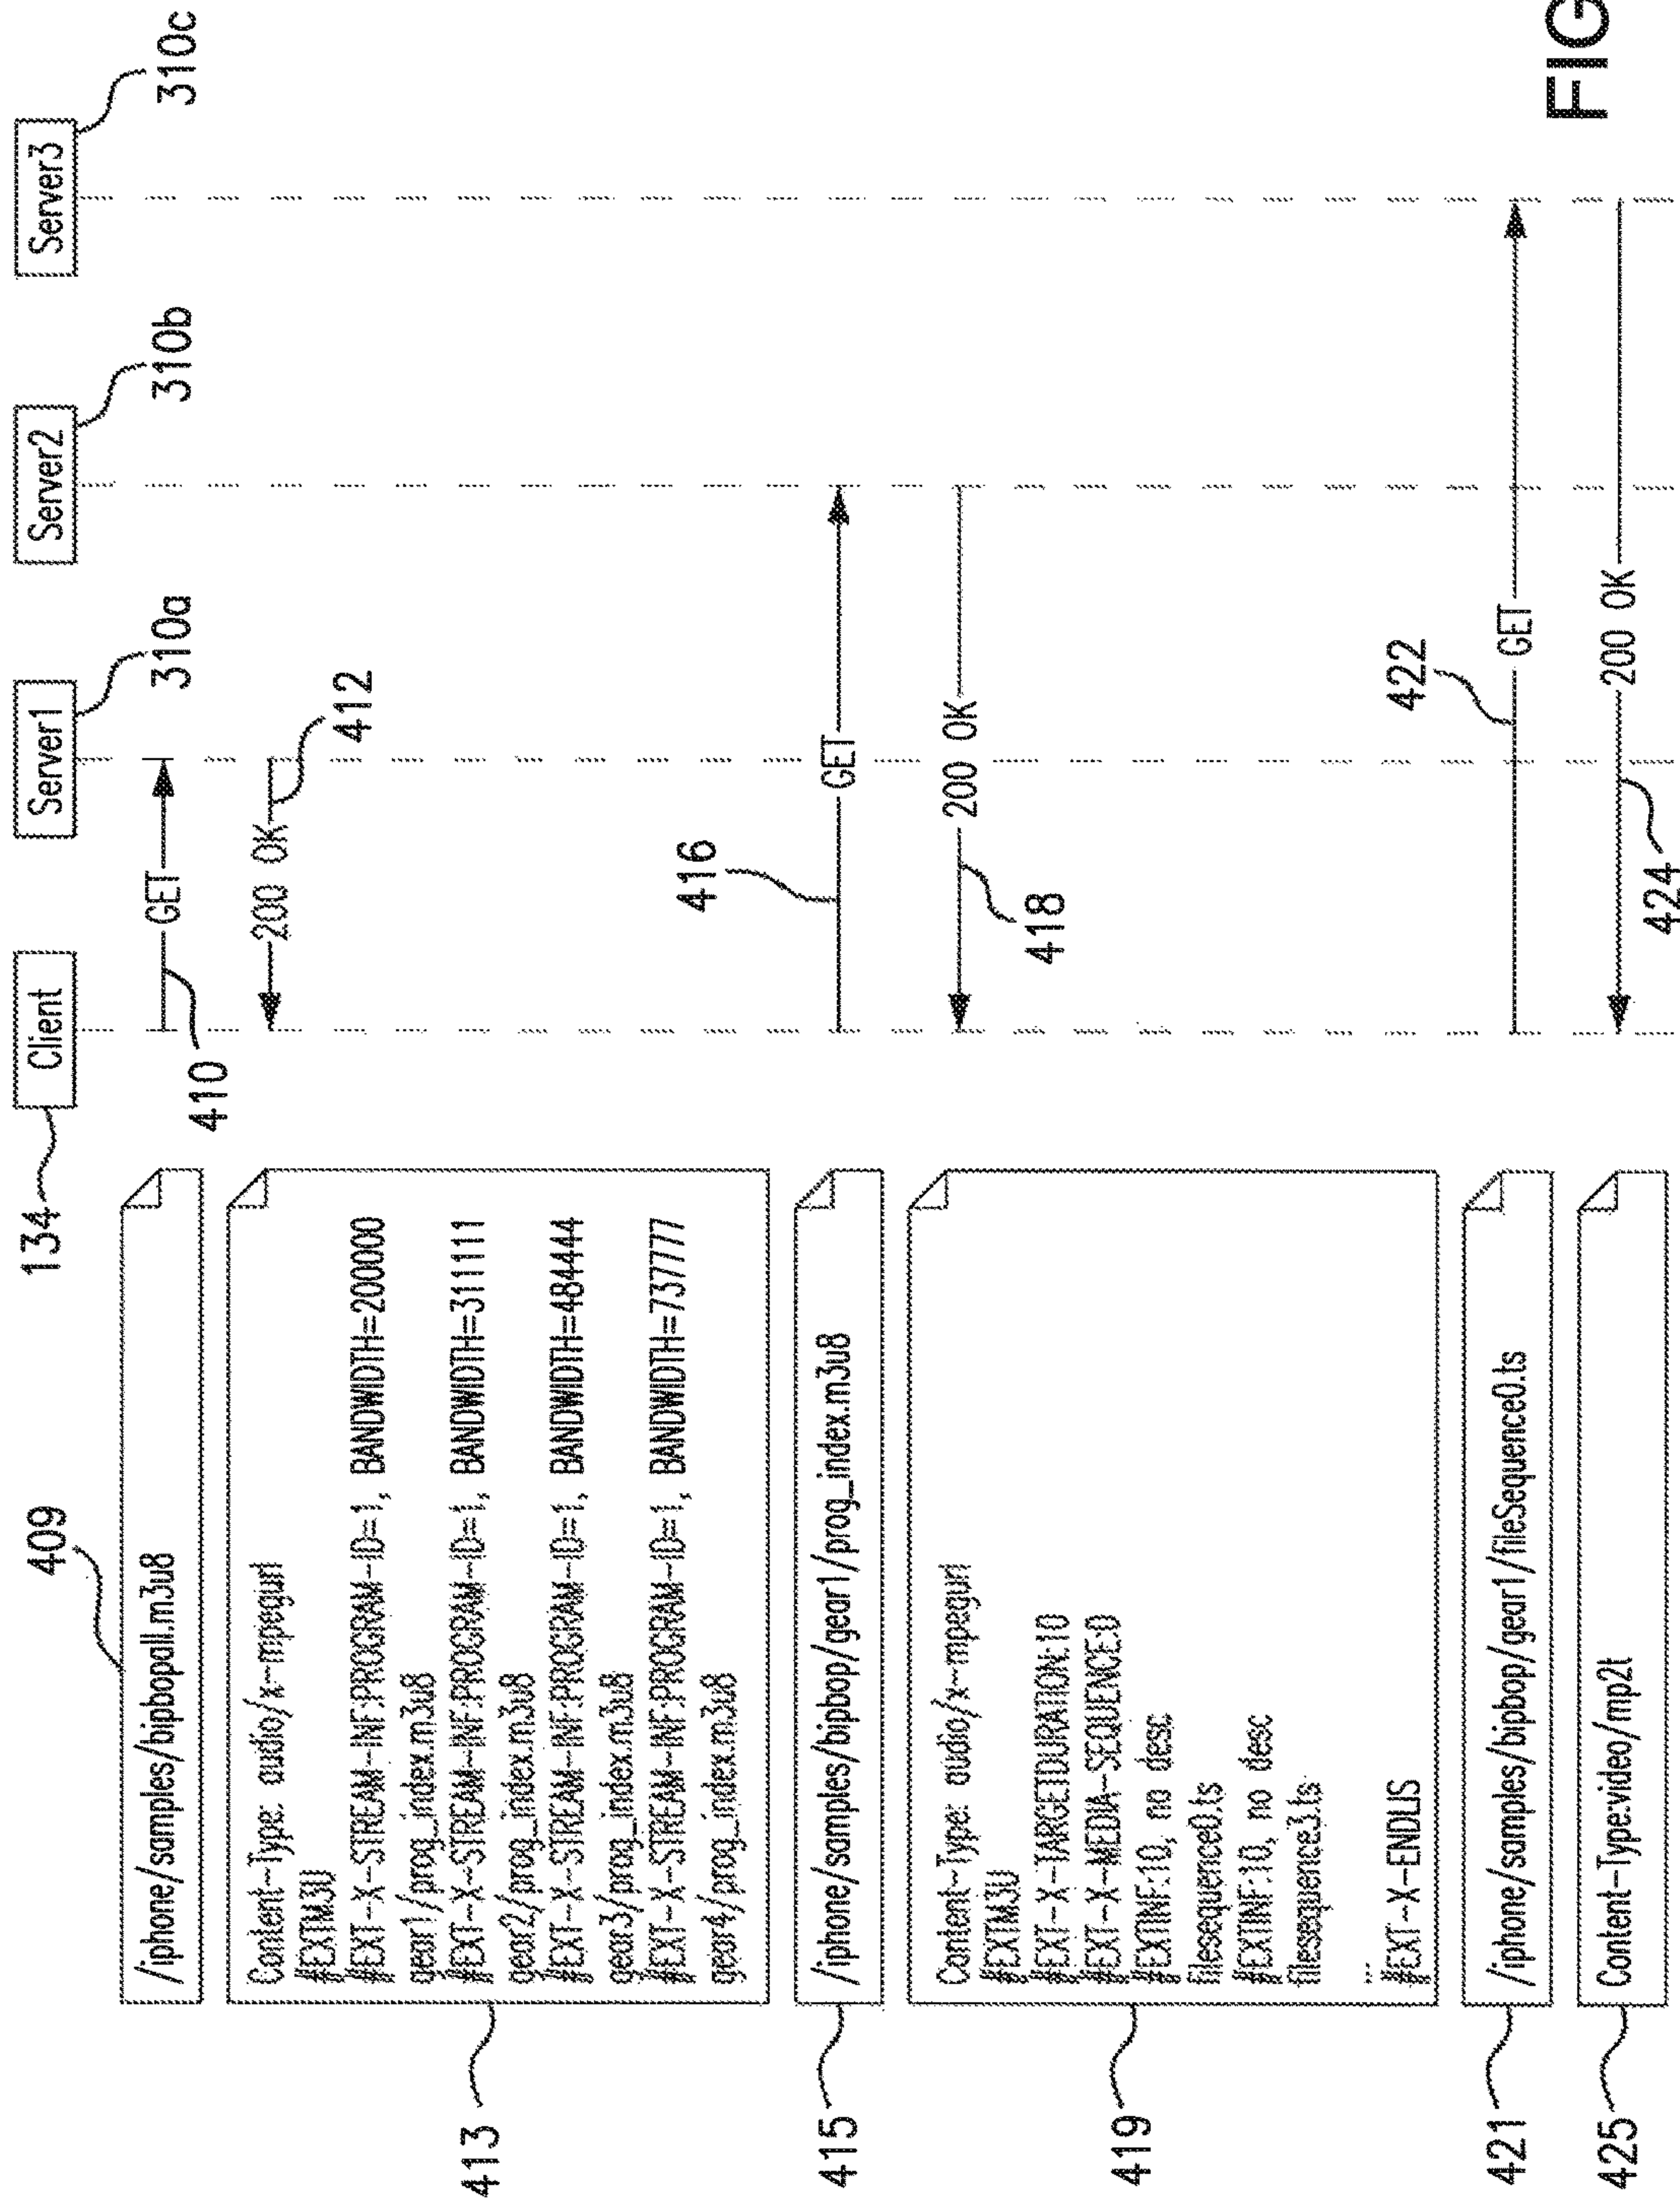 134
Client
Server1
310a
Server2
310b
Server3
310c
409
/iphone/samples/bipbopall.m3u8
410
GET
200 OK
412
413
Content-Type: audio/x-mpegurl
#EXTM3U
#EXT-X-STREAM-INF:PROGRAM-ID=1, BANDWIDTH=200000
gear1/prog_index.m3u8
#EXT-X-STREAM-INF:PROGRAM-ID=1, BANDWIDTH=311111
gear2/prog_index.m3u8
#EXT-X-STREAM-INF:PROGRAM-ID=1, BANDWIDTH=484444
gear3/prog_index.m3u8
#EXT-X-STREAM-INF:PROGRAM-ID=1, BANDWIDTH=737777
gear4/prog_index.m3u8
415
/iphone/samples/bipbop/gear1/prog_index.m3u8
416
GET
200 OK
418
419
Content-Type: audio/x-mpegurl
#EXTM3U
#EXT-X-TARGETDURATION:10
#EXT-X-MEDIA-SEQUENCE:0
#EXTINF:10, no desc
filesequence0.ts
#EXTINF:10, no desc
filesequence3.ts
...
#EXT-X-ENDLIS
421
/iphone/samples/bipbop/gear1/fileSequence0.ts
422
GET
425
Content-Type:video/mp2t
200 OK
424
FIG